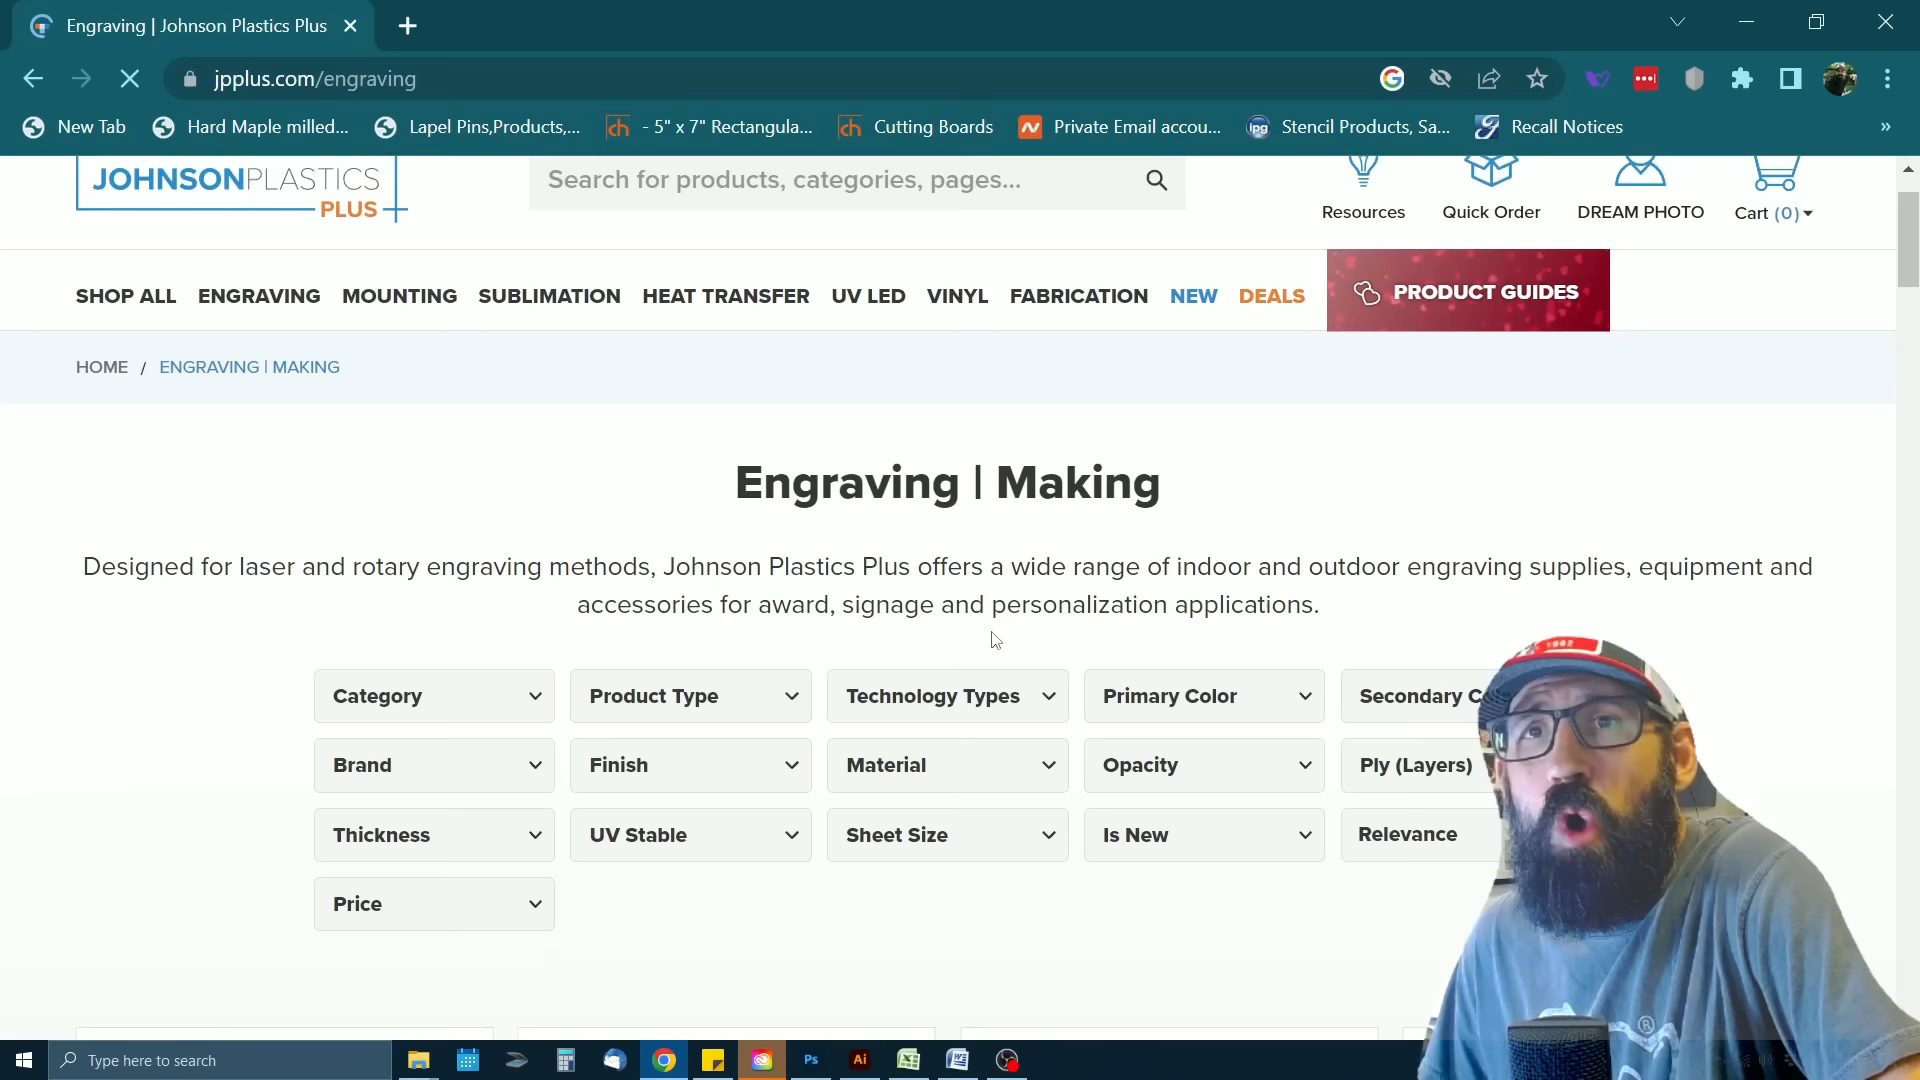 Engraving | Johnson Plastics Plus
jpplus.com/engraving
New Tab
Hard Maple milled...
Lapel Pins,Products,...
ch
- 5" x 7" Rectangula...
ch
Cutting Boards
Private Email accou...
ipg
Stencil Products, Sa...
Recall Notices
»
JOHNSONPLASTICS
PLUS
Search for products, categories, pages...
Resources
Quick Order
DREAM PHOTO
Cart (0)
SHOP ALL
ENGRAVING
MOUNTING
SUBLIMATION
HEAT TRANSFER
UV LED
VINYL
FABRICATION
NEW
DEALS
PRODUCT GUIDES
HOME / ENGRAVING | MAKING
Engraving | Making
Designed for laser and rotary engraving methods, Johnson Plastics Plus offers a wide range of indoor and outdoor engraving supplies, equipment and
accessories for award, signage and personalization applications.
Category
Product Type
Technology Types
Primary Color
Secondary
Brand
Finish
Material
Opacity
Ply (Layers)
Thickness
UV Stable
Sheet Size
Is New
Relevance
Price
Type here to search
Ps
Ai